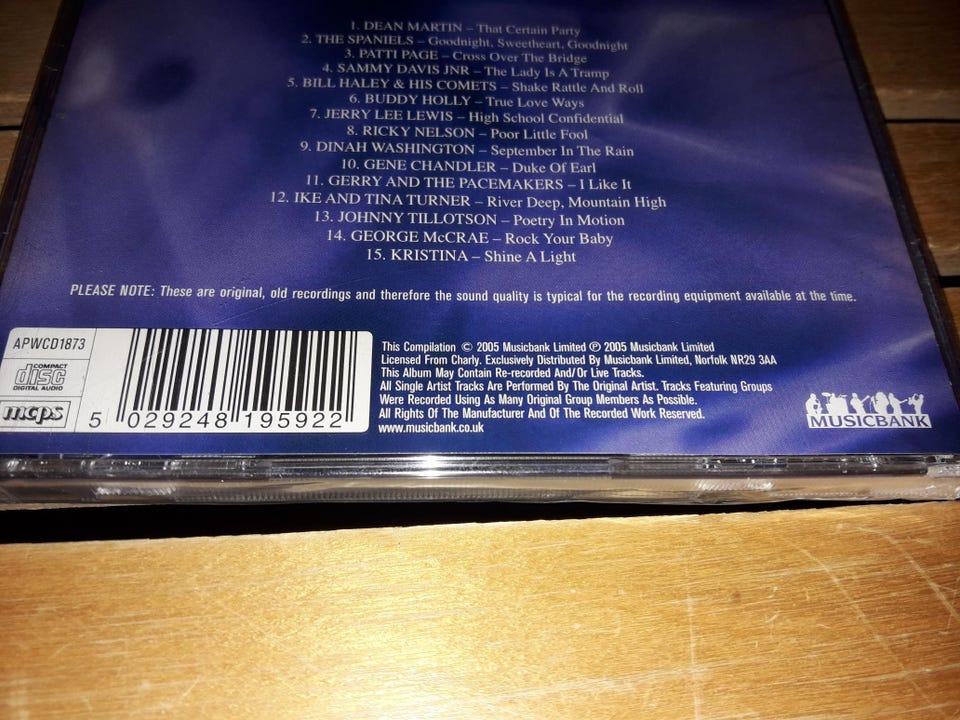 1. DEAN MARTIN – That Certain Party
2. THE SPANIELS – Goodnight, Sweetheart, Goodnight
3. PATTI PAGE – Cross Over The Bridge
4. SAMMY DAVIS JNR – The Lady Is A Tramp
5. BILL HALEY & HIS COMETS – Shake Rattle And Roll
6. BUDDY HOLLY – True Love Ways
7. JERRY LEE LEWIS – High School Confidential
8. RICKY NELSON – Poor Little Fool
9. DINAH WASHINGTON – September In The Rain
10. GENE CHANDLER – Duke Of Earl
11. GERRY AND THE PACEMAKERS – I Like It
12. IKE AND TINA TURNER – River Deep, Mountain High
13. JOHNNY TILLOTSON – Poetry In Motion
14. GEORGE McCRAE – Rock Your Baby
15. KRISTINA – Shine A Light
PLEASE NOTE: These are original, old recordings and therefore the sound quality is typical for the recording equipment available at the time.
APWCD1873
COMPACT
disc
DIGITAL AUDIO
mcps
5 029248 195922
This Compilation © 2005 Musicbank Limited ℗ 2005 Musicbank Limited
Licensed From Charly. Exclusively Distributed By Musicbank Limited, Norfolk NR29 3AA
This Album May Contain Re-recorded And/Or Live Tracks.
All Single Artist Tracks Are Performed By The Original Artist. Tracks Featuring Groups
Were Recorded Using As Many Original Group Members As Possible.
All Rights Of The Manufacturer And Of The Recorded Work Reserved.
www.musicbank.co.uk
MUSICBANK